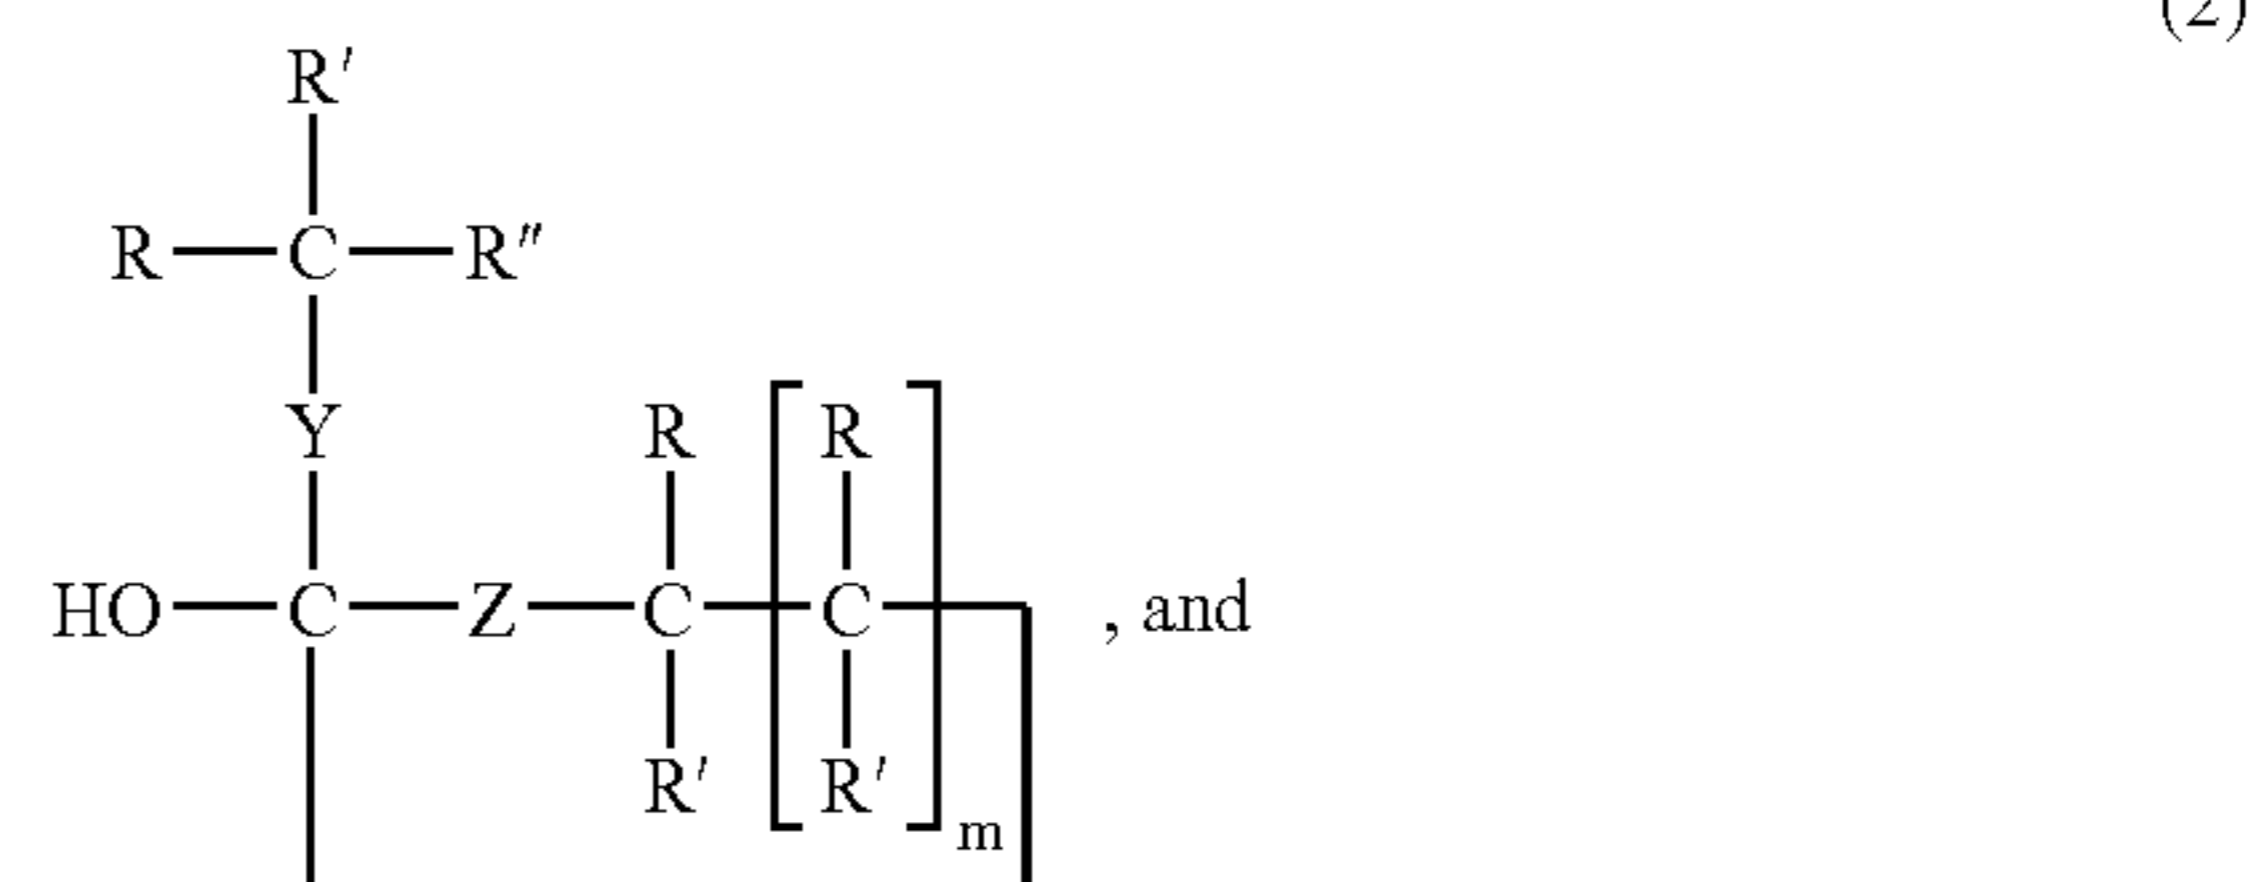 (2)
R′
R C R″
Y
R R
HO C Z C C , and
R′ R′
m